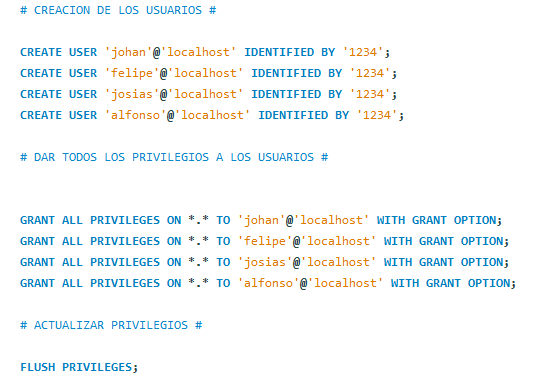 # CREACION DE LOS USUARIOS #
CREATE USER 'johan'@'localhost' IDENTIFIED BY '1234';
CREATE USER 'felipe'@'localhost' IDENTIFIED BY '1234';
CREATE USER 'josias'@'localhost' IDENTIFIED BY '1234';
CREATE USER 'alfonso'@'localhost' IDENTIFIED BY '1234';
# DAR TODOS LOS PRIVILEGIOS A LOS USUARIOS #
GRANT ALL PRIVILEGES ON *.* TO 'johan'@'localhost' WITH GRANT OPTION;
GRANT ALL PRIVILEGES ON *.* TO 'felipe'@'localhost' WITH GRANT OPTION;
GRANT ALL PRIVILEGES ON *.* TO 'josias'@'localhost' WITH GRANT OPTION;
GRANT ALL PRIVILEGES ON *.* TO 'alfonso'@'localhost' WITH GRANT OPTION;
# ACTUALIZAR PRIVILEGIOS #
FLUSH PRIVILEGES;